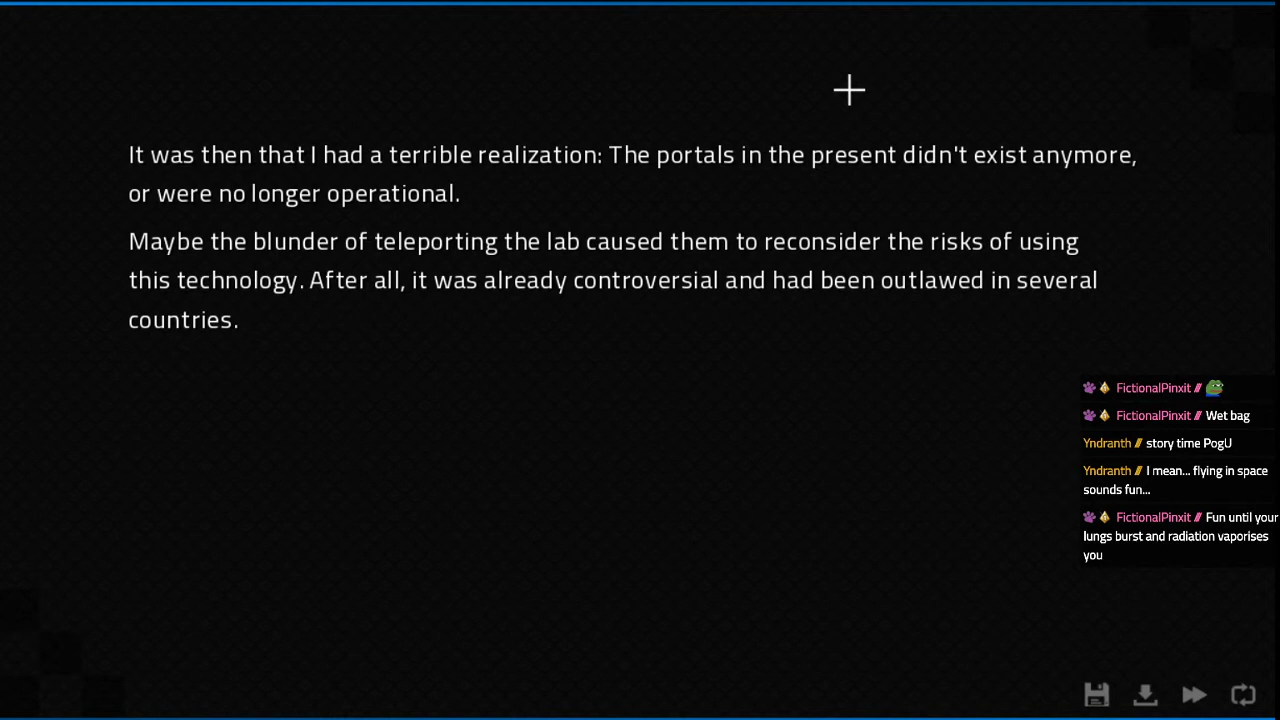 It was then that I had a terrible realization: The portals in the present didn't exist anymore,
or were no longer operational.
Maybe the blunder of teleporting the lab caused them to reconsider the risks of using
this technology. After all, it was already controversial and had been outlawed in several
countries.
FictionalPinxit //
FictionalPinxit // Wet bag
Yndranth // story time PogU
Yndranth // I mean... flying in space
sounds fun...
FictionalPinxit // Fun until your
lungs burst and radiation vaporises
you